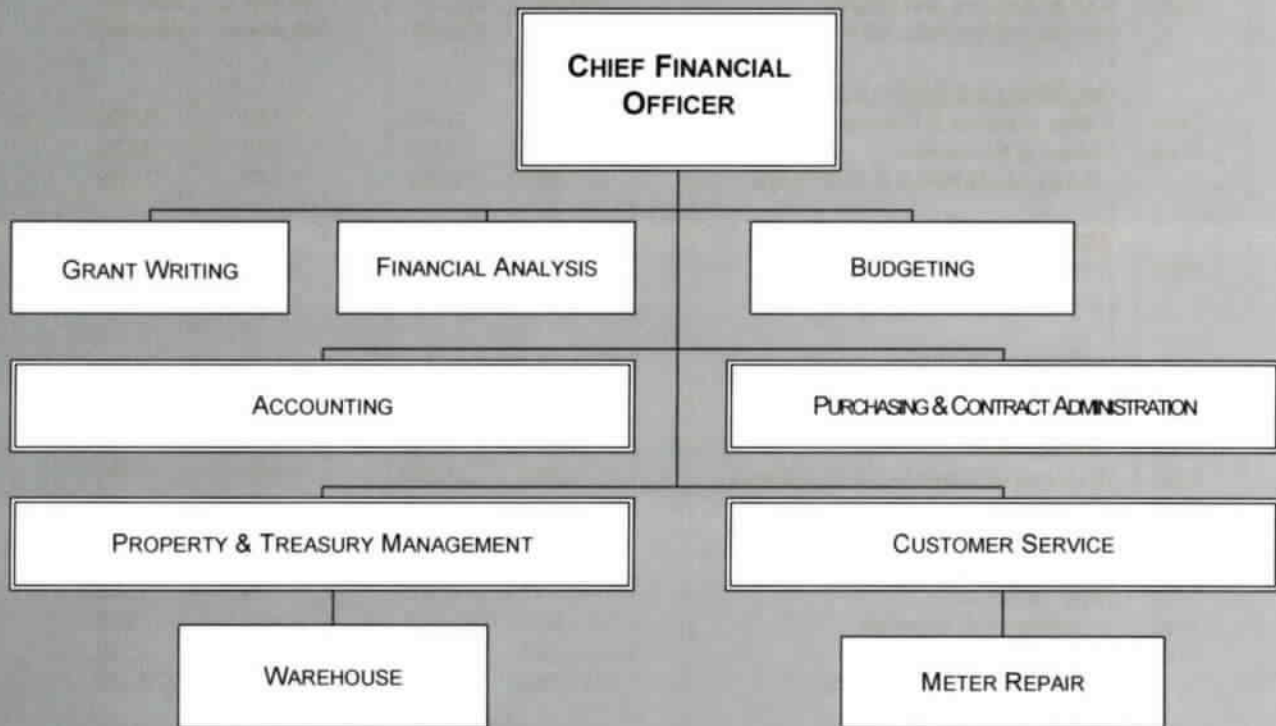 CHIEF FINANCIAL
OFFICER
GRANT WRITING
FINANCIAL ANALYSIS
BUDGETING
ACCOUNTING
PURCHASING & CONTRACT ADMINISTRATION
PROPERTY & TREASURY MANAGEMENT
CUSTOMER SERVICE
WAREHOUSE
METER REPAIR